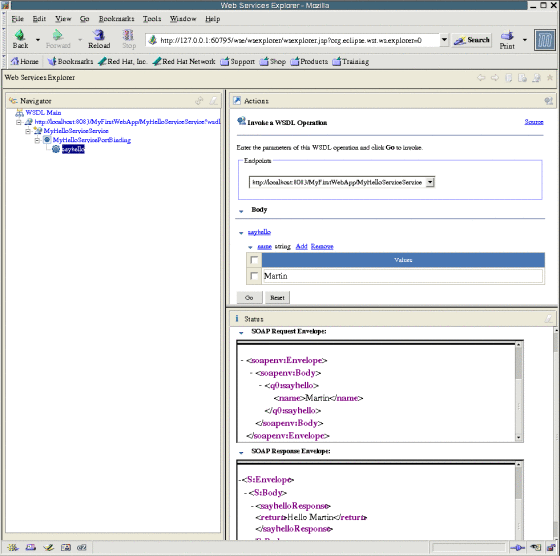 Web Services Explorer - Mozilla
File Edit View Go Bookmarks Tools Window Help
Back Forward Reload Stop http://127.0.0.1:60795/wse/wsexplorer/wsexplorer.jsp?org.eclipse.wst.ws.explorer=0 Search Print
Home Bookmarks Red Hat, Inc. Red Hat Network Support Shop Products Training
Web Services Explorer
Navigator
WSDL Main
http://localhost:8083/MyFirstWebApp/MyHelloServiceService?wsdl
MyHelloServiceService
MyHelloServicePortBinding
sayhello
Actions
Invoke a WSDL Operation Source
Enter the parameters of this WSDL operation and click Go to invoke.
Endpoints
http://localhost:8083/MyFirstWebApp/MyHelloServiceService
Body
sayhello
name string Add Remove
Values
Martin
Go Reset
Status
SOAP Request Envelope:
- <soapenv:Envelope>
- <soapenv:Body>
- <q0:sayhello>
<name>Martin</name>
</q0:sayhello>
</soapenv:Body>
</soapenv:Envelope>
SOAP Response Envelope:
-<S:Envelope>
-<S:Body>
- <sayhelloResponse>
<return>Hello Martin</return>
</sayhelloResponse>